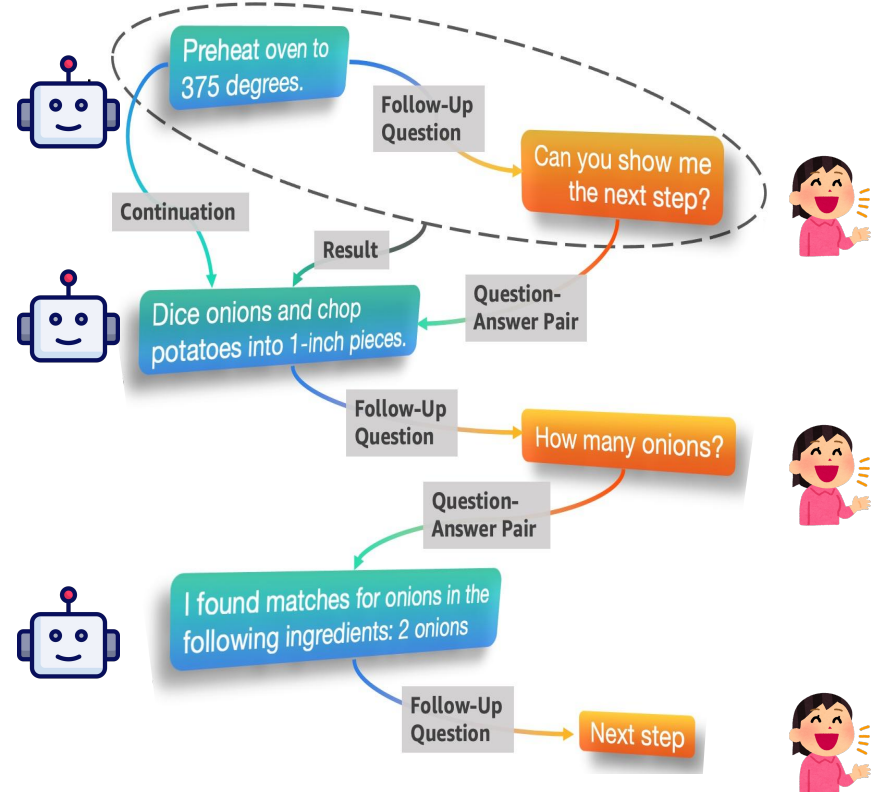 Preheat oven to
375 degrees.
Follow-Up
Question
Can you show me
the next step?
Continuation
Result
Question-
Answer Pair
Dice onions and chop
potatoes into 1-inch pieces.
Follow-Up
Question
How many onions?
Question-
Answer Pair
I found matches for onions in the
following ingredients: 2 onions
Follow-Up
Question
Next step